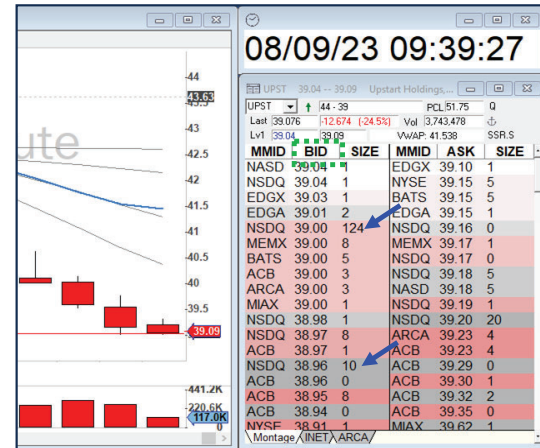 08/09/23 09:39:27
44
43.63
43
42.5
42
41.5
41
40.5
40
39.5
39.09
441.2K
220.6K
117.0K
0
ute
UPST 39.04 -- 39.09 Upstart Holdings,...
UPST 44 - 39 PCL 51.75 Q
Last 39.076 -12.674 (-24.5%) Vol 3,743,478
Lv1 39.04 39.09 VWAP: 41.538 SSR.S
MMID BID SIZE MMID ASK SIZE
NASD 39.04 1 EDGX 39.10 1
NSDQ 39.04 1 NYSE 39.15 5
EDGX 39.03 1 BATS 39.15 5
EDGA 39.01 2 EDGA 39.15 1
NSDQ 39.00 124 NSDQ 39.16 0
MEMX 39.00 8 MEMX 39.17 1
BATS 39.00 5 NSDQ 39.17 0
ACB 39.00 3 NSDQ 39.18 5
ARCA 39.00 3 NASD 39.18 5
MIAX 39.00 1 NSDQ 39.19 1
NSDQ 38.98 1 NSDQ 39.20 20
NSDQ 38.97 8 ARCA 39.23 4
ACB 38.97 1 ACB 39.23 4
NSDQ 38.96 10 ACB 39.29 0
ACB 38.96 0 ACB 39.30 1
ACB 38.95 8 ACB 39.32 2
ACB 38.94 0 ACB 39.35 0
NYSE 38.91 1 MIAX 39.62 1
Montage INET ARCA